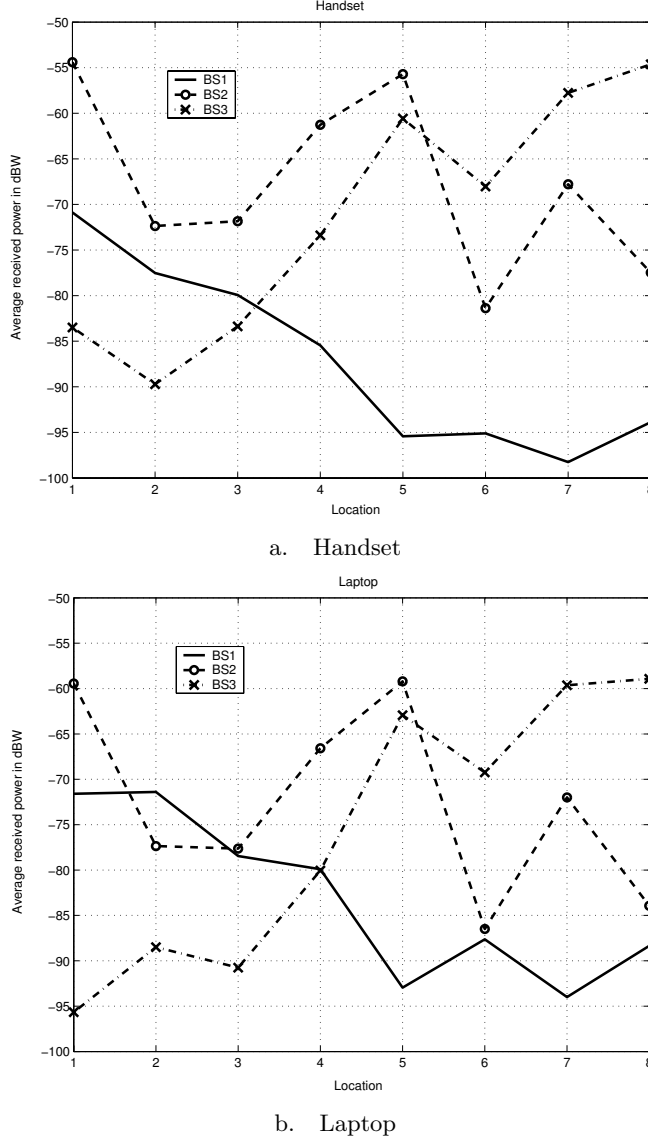 Handset
−50
−55
−60
−65
−70
−75
−80
−85
−90
−95
−100
Average received power in dBW
BS1
BS2
BS3
1 2 3 4 5 6 7 8
Location
a. Handset
Laptop
−50
−55
−60
−65
−70
−75
−80
−85
−90
−95
−100
Average received power in dBW
BS1
BS2
BS3
1 2 3 4 5 6 7 8
Location
b. Laptop